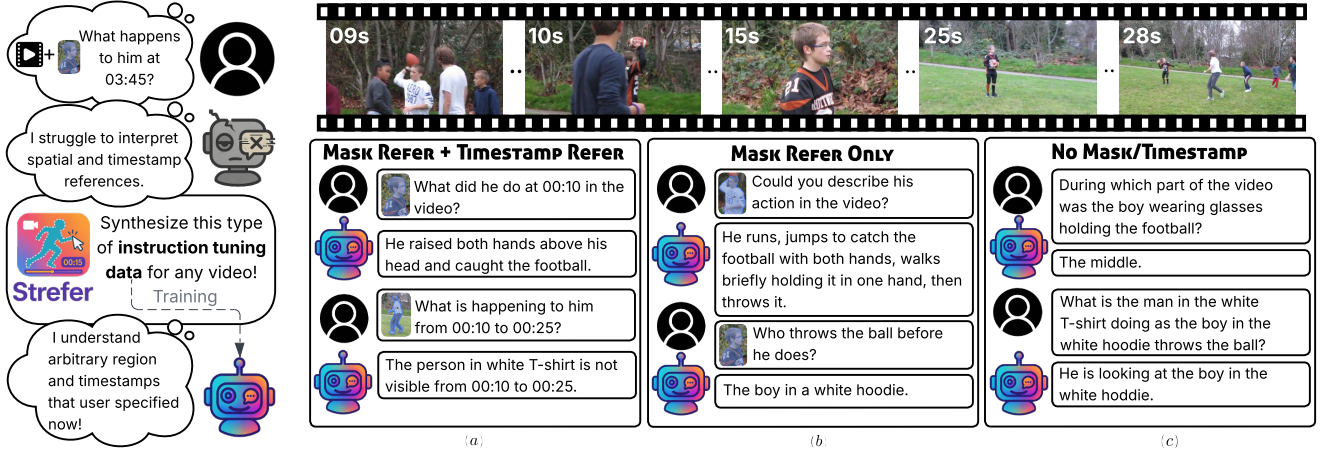 What happens
to him at
03:45?
+
I struggle to interpret
spatial and timestamp
references.
00:15
Strefer
Synthesize this type
of instruction tuning
data for any video!
Training
I understand
arbitrary region
and timestamps
that user specified
now!
09s
10s
15s
25s
28s
21
Mask Refer + Timestamp Refer
What did he do at 00:10 in the
video?
He raised both hands above his
head and caught the football.
What is happening to him
from 00:10 to 00:25?
The person in white T-shirt is not
visible from 00:10 to 00:25.
(a)
Mask Refer Only
Could you describe his
action in the video?
He runs, jumps to catch the
football with both hands, walks
briefly holding it in one hand, then
throws it.
Who throws the ball before
he does?
The boy in a white hoodie.
(b)
No Mask/Timestamp
During which part of the video
was the boy wearing glasses
holding the football?
The middle.
What is the man in the white
T-shirt doing as the boy in the
white hoodie throws the ball?
He is looking at the boy in the
white hoddie.
(c)